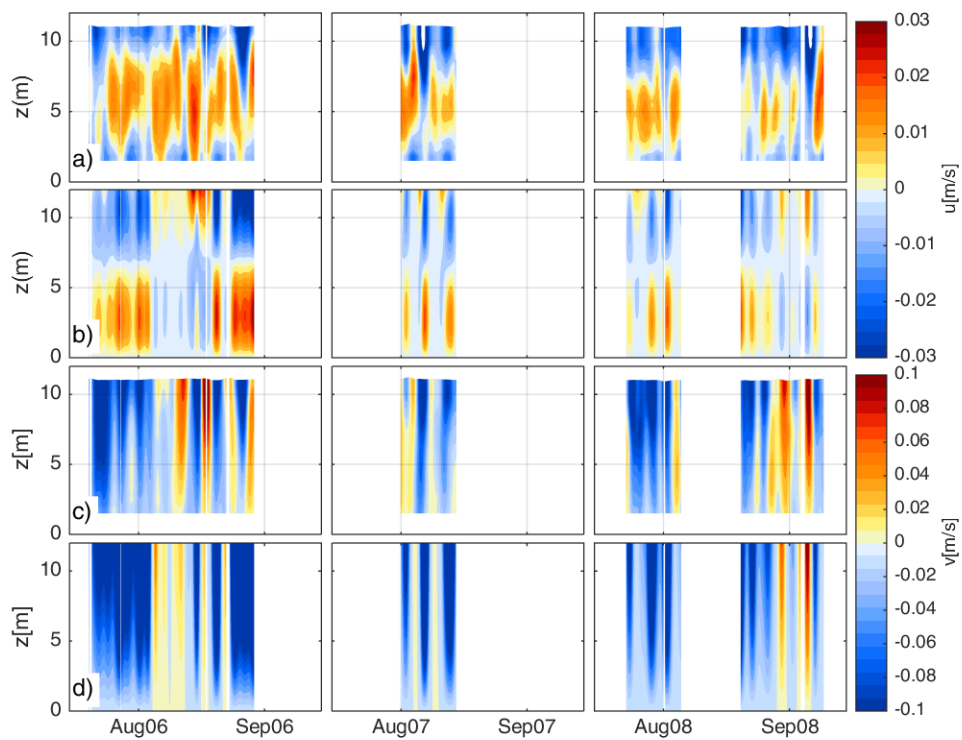 10
5
0
z(m)
a)
10
5
0
z(m)
b)
10
5
0
z[m]
c)
10
5
0
z[m]
d)
Aug06
Sep06
Aug07
Sep07
Aug08
Sep08
0.03
0.02
0.01
0
-0.01
-0.02
-0.03
u[m/s]
0.1
0.08
0.06
0.04
0.02
0
-0.02
-0.04
-0.06
-0.08
-0.1
v[m/s]